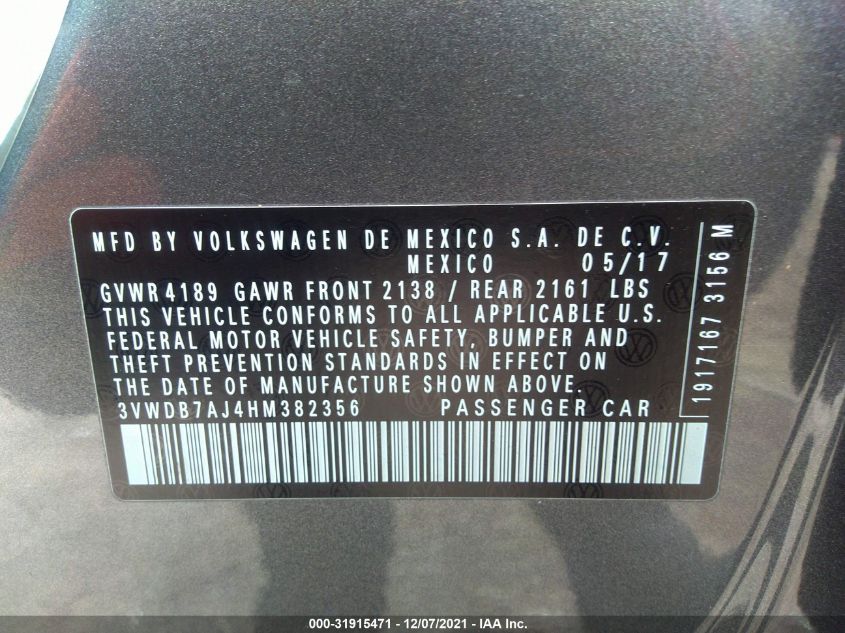 MFD BY VOLKSWAGEN DE MEXICO S.A. DE C.V.
MEXICO 05/17
GVWR 4189 GAWR FRONT 2138 / REAR 2161 LBS
THIS VEHICLE CONFORMS TO ALL APPLICABLE U.S.
FEDERAL MOTOR VEHICLE SAFETY, BUMPER AND
THEFT PREVENTION STANDARDS IN EFFECT ON
THE DATE OF MANUFACTURE SHOWN ABOVE.
3VWDB7AJ4HM382356 PASSENGER CAR
1917167 3156 M
000-31915471 - 12/07/2021 - IAA Inc.